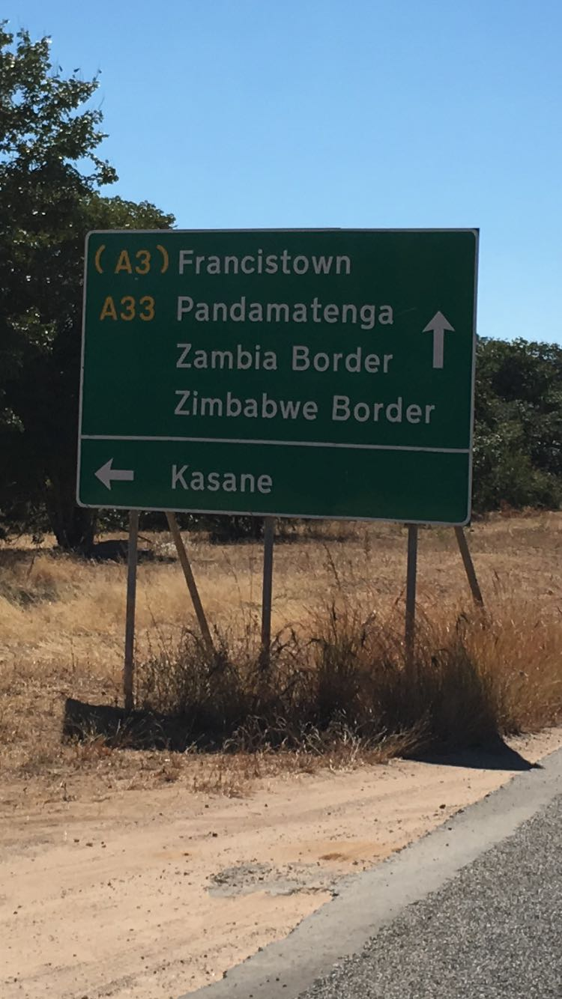 (A3) Francistown
A33 Pandamatenga
Zambia Border
Zimbabwe Border
Kasane